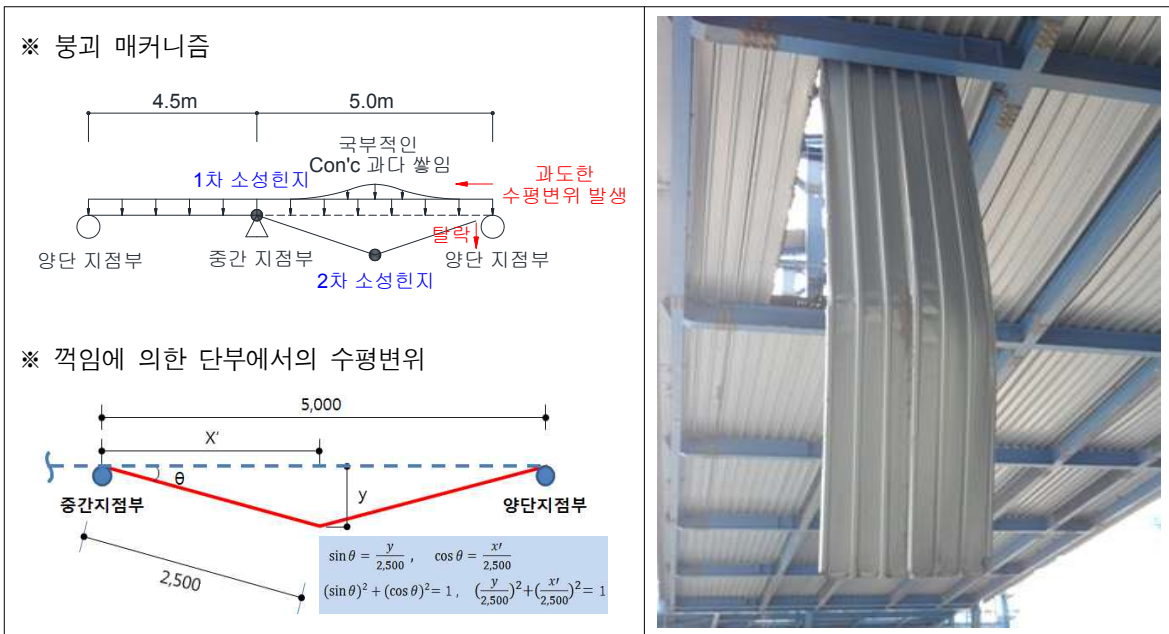 ※ 붕괴 매커니즘
4.5m
5.0m
국부적인
Con'c 과다 쌓임
1차 소성힌지
과도한
수평변위 발생
탈락
양단 지점부
중간 지점부
양단 지점부
2차 소성힌지
※ 꺽임에 의한 단부에서의 수평변위
5,000
X'
θ
y
중간지점부
양단지점부
2,500
sin θ = y/2,500 , cos θ = x′/2,500
(sin θ)² + (cos θ)² = 1 , (y/2,500)² + (x′/2,500)² = 1